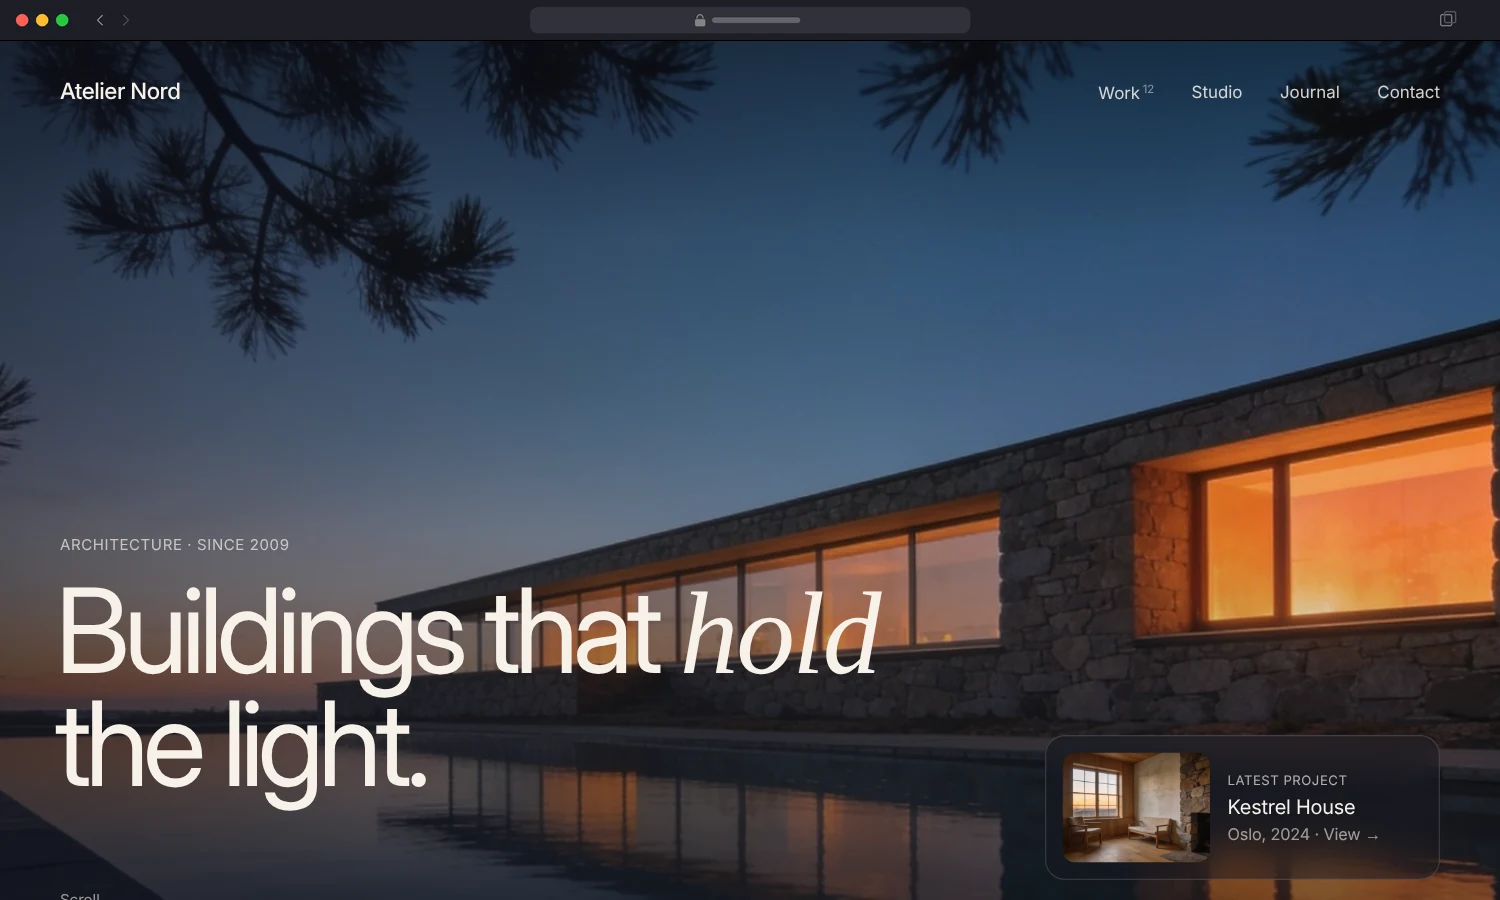 Atelier Nord
Work 12
Studio
Journal
Contact
ARCHITECTURE · SINCE 2009
Buildings that hold
the light.
LATEST PROJECT
Kestrel House
Oslo, 2024 · View →
Scroll